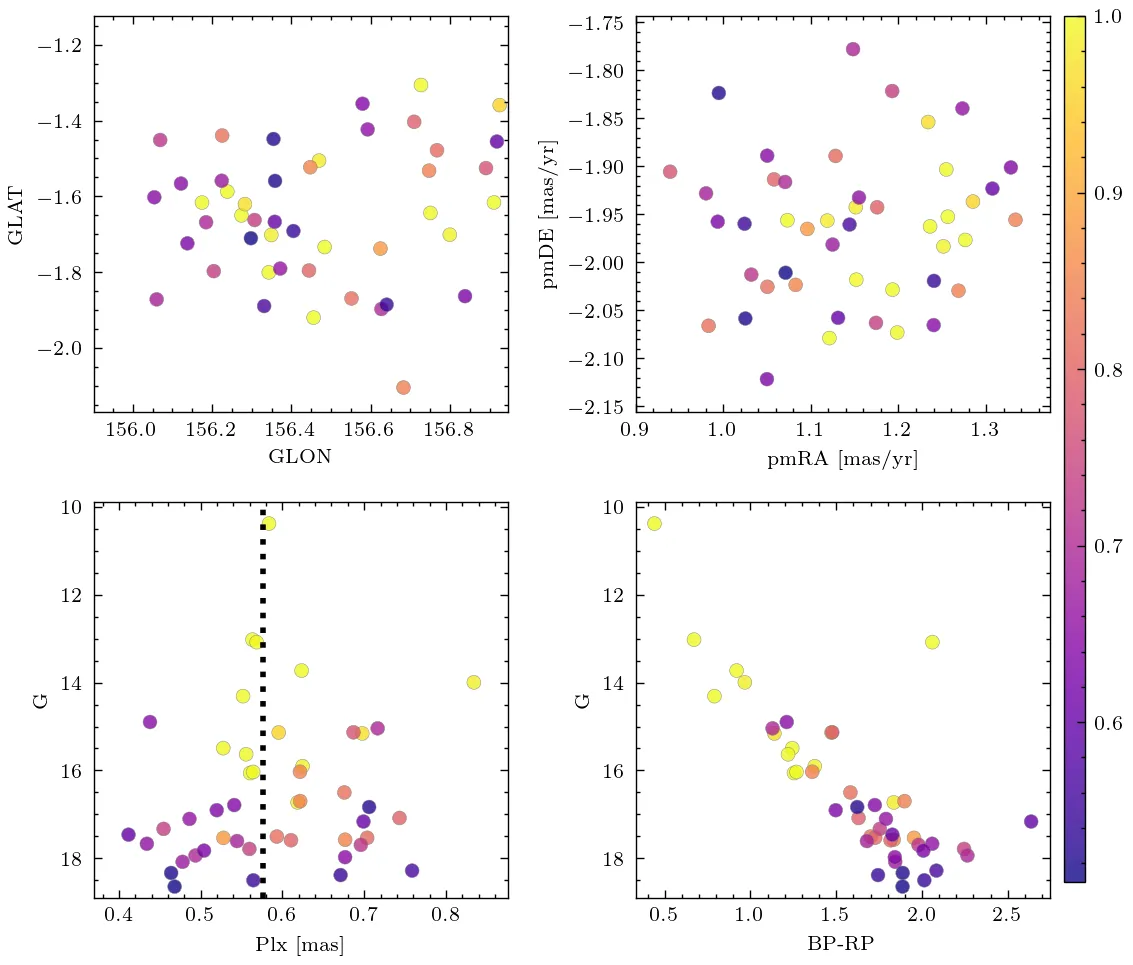 −1.2
−1.4
−1.6
−1.8
−2.0
GLAT
156.0 156.2 156.4 156.6 156.8
GLON
−1.75
−1.80
−1.85
−1.90
−1.95
−2.00
−2.05
−2.10
−2.15
pmDE [mas/yr]
0.9 1.0 1.1 1.2 1.3
pmRA [mas/yr]
1.0
0.9
0.8
0.7
0.6
10
12
14
16
18
G
0.4 0.5 0.6 0.7 0.8
Plx [mas]
10
12
14
16
18
G
0.5 1.0 1.5 2.0 2.5
BP-RP